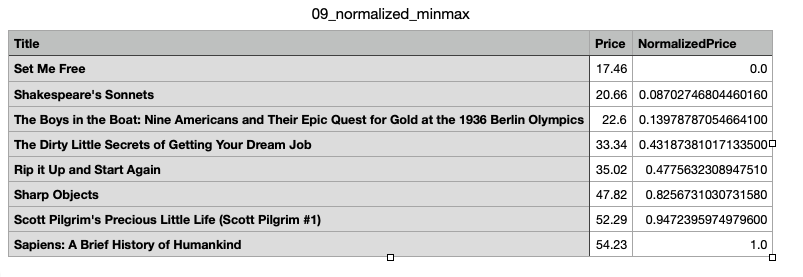 09_normalized_minmax
Title Price NormalizedPrice
Set Me Free 17.46 0.0
Shakespeare's Sonnets 20.66 0.08702746804460160
The Boys in the Boat: Nine Americans and Their Epic Quest for Gold at the 1936 Berlin Olympics 22.6 0.13978787054664100
The Dirty Little Secrets of Getting Your Dream Job 33.34 0.43187381017133500
Rip it Up and Start Again 35.02 0.4775632308947510
Sharp Objects 47.82 0.8256731030731580
Scott Pilgrim's Precious Little Life (Scott Pilgrim #1) 52.29 0.9472395974979600
Sapiens: A Brief History of Humankind 54.23 1.0